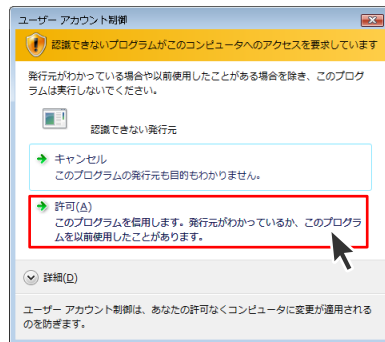 ユーザー アカウント制御
認識できないプログラムがこのコンピュータへのアクセスを要求しています
発行元がわかっている場合や以前使用したことがある場合を除き、このプログ
ラムは実行しないでください。
認識できない発行元
キャンセル
このプログラムの発行元も目的もわかりません。
許可(A)
このプログラムを信用します。発行元がわかっているか、このプログラ
ムを以前使用したことがあります。
詳細(D)
ユーザー アカウント制御は、あなたの許可なくコンピュータに変更が適用される
のを防ぎます。